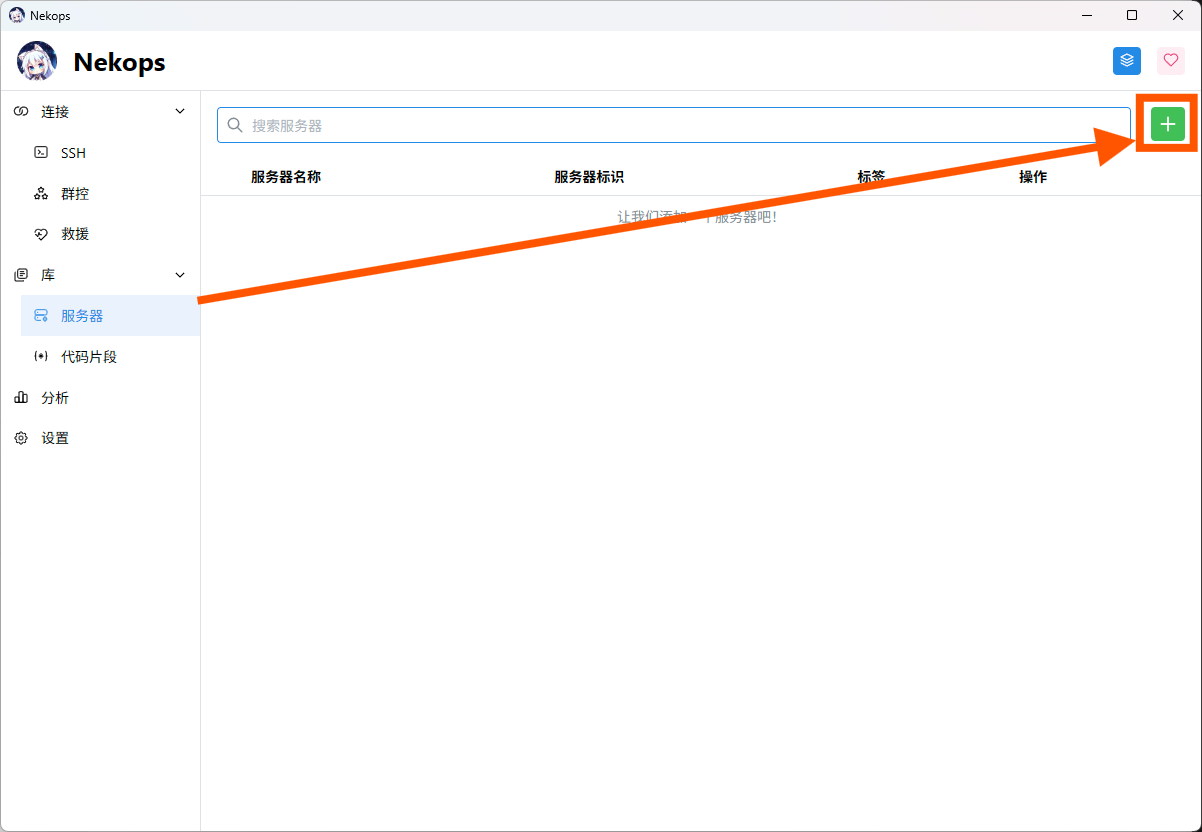 Nekops
Nekops
连接
SSH
群控
救援
库
服务器
代码片段
分析
设置
搜索服务器
服务器名称 服务器标识 标签 操作
让我们添加一个服务器吧！